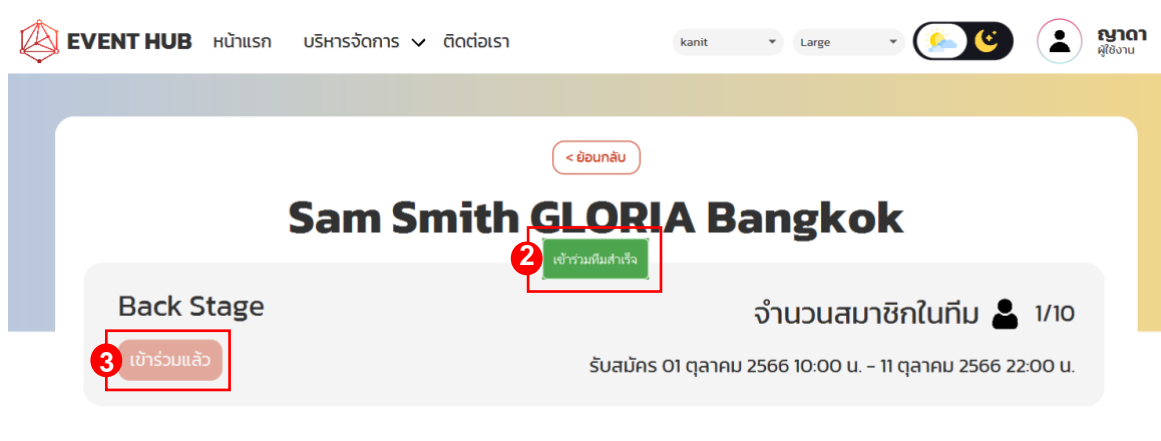 EVENT HUB หน้าแรก บริหารจัดการ ติดต่อเรา kanit Large ญาดา
ผู้ใช้งาน
< ย้อนกลับ
Sam Smith GLORIA Bangkok
2 เข้าร่วมทีมสำเร็จ
Back Stage จำนวนสมาชิกในทีม 1/10
3 เข้าร่วมแล้ว รับสมัคร 01 ตุลาคม 2566 10:00 น. - 11 ตุลาคม 2566 22:00 น.